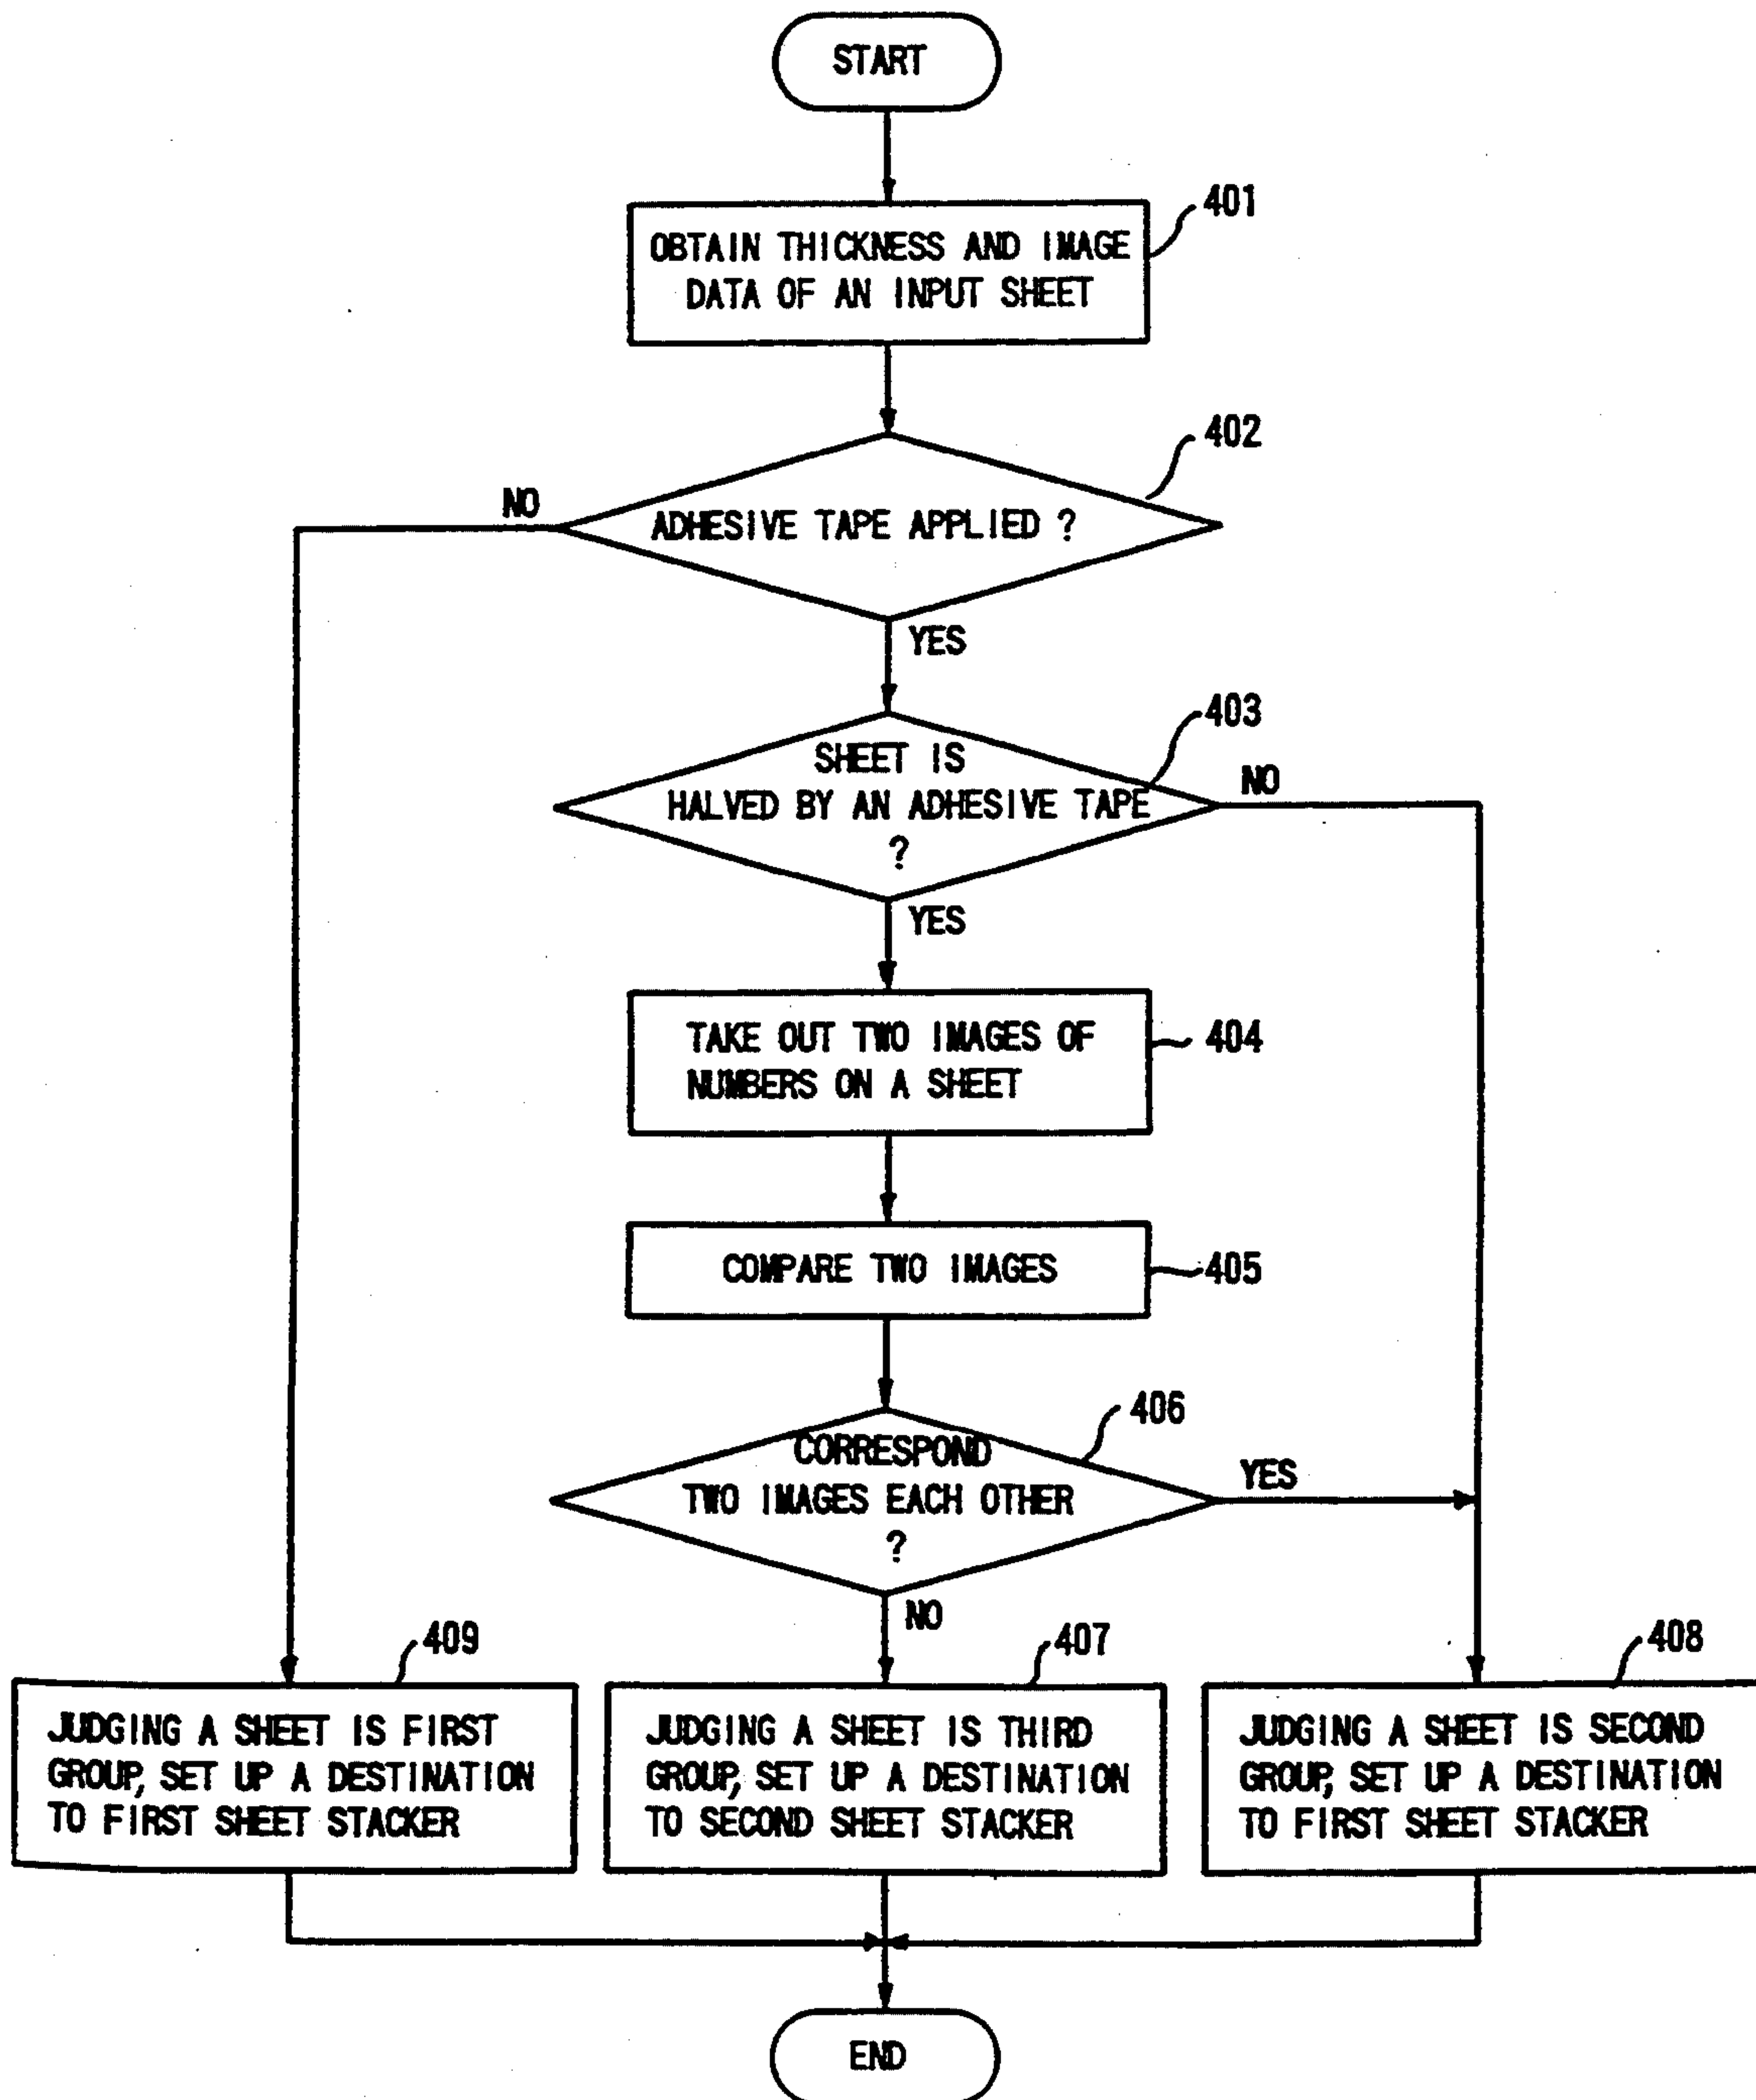 START
401
OBTAIN THICKNESS AND IMAGE
DATA OF AN INPUT SHEET
402
NO
ADHESIVE TAPE APPLIED ?
YES
403
SHEET IS
HALVED BY AN ADHESIVE TAPE
?
NO
YES
TAKE OUT TWO IMAGES OF
NUMBERS ON A SHEET
404
COMPARE TWO IMAGES
405
406
CORRESPOND
TWO IMAGES EACH OTHER
?
YES
NO
409
JUDGING A SHEET IS FIRST
GROUP, SET UP A DESTINATION
TO FIRST SHEET STACKER
407
JUDGING A SHEET IS THIRD
GROUP, SET UP A DESTINATION
TO SECOND SHEET STACKER
408
JUDGING A SHEET IS SECOND
GROUP, SET UP A DESTINATION
TO FIRST SHEET STACKER
END